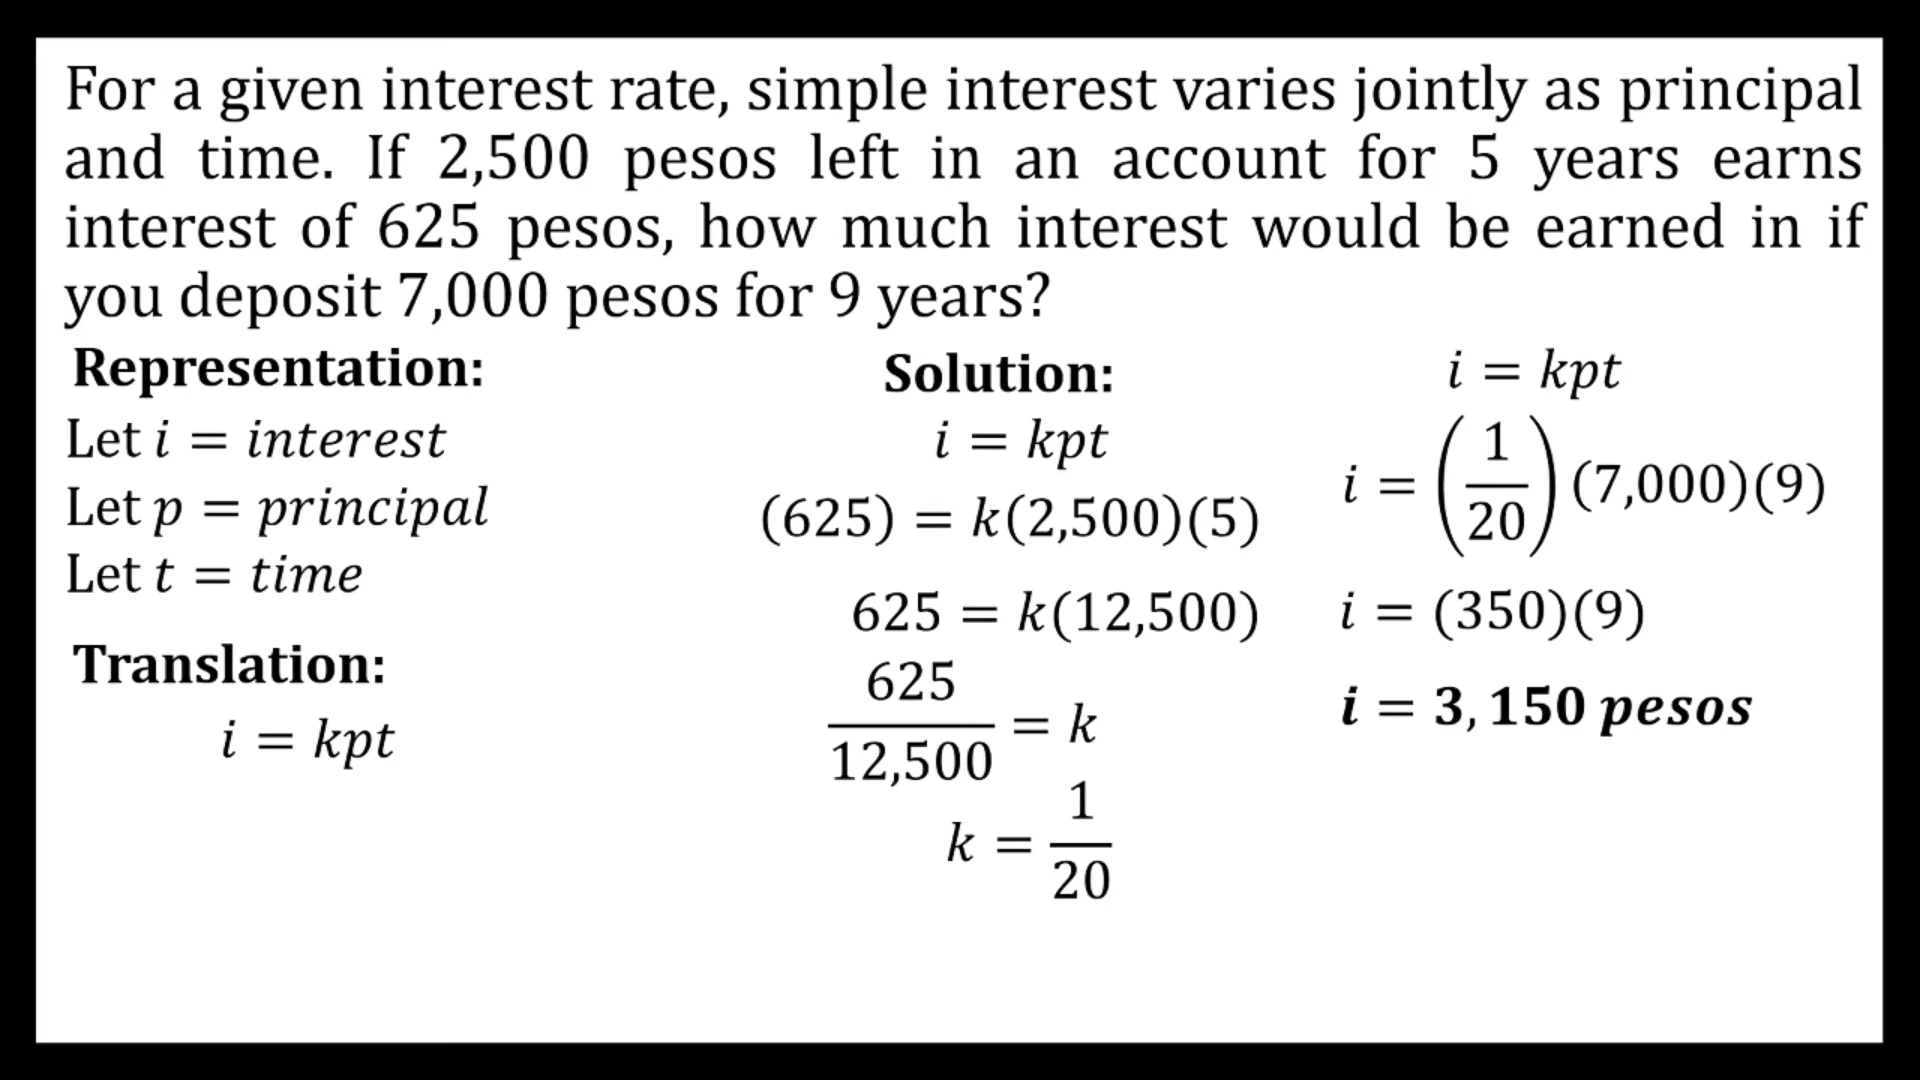 For a given interest rate, simple interest varies jointly as principal
and time. If 2,500 pesos left in an account for 5 years earns
interest of 625 pesos, how much interest would be earned in if
you deposit 7,000 pesos for 9 years?
Representation:
Let i = interest
Let p = principal
Let t = time
Translation:
i = kpt
Solution:
i = kpt
(625) = k(2,500)(5)
625 = k(12,500)
625/12,500 = k
k = 1/20
i = kpt
i = (1/20)(7,000)(9)
i = (350)(9)
i = 3,150 pesos